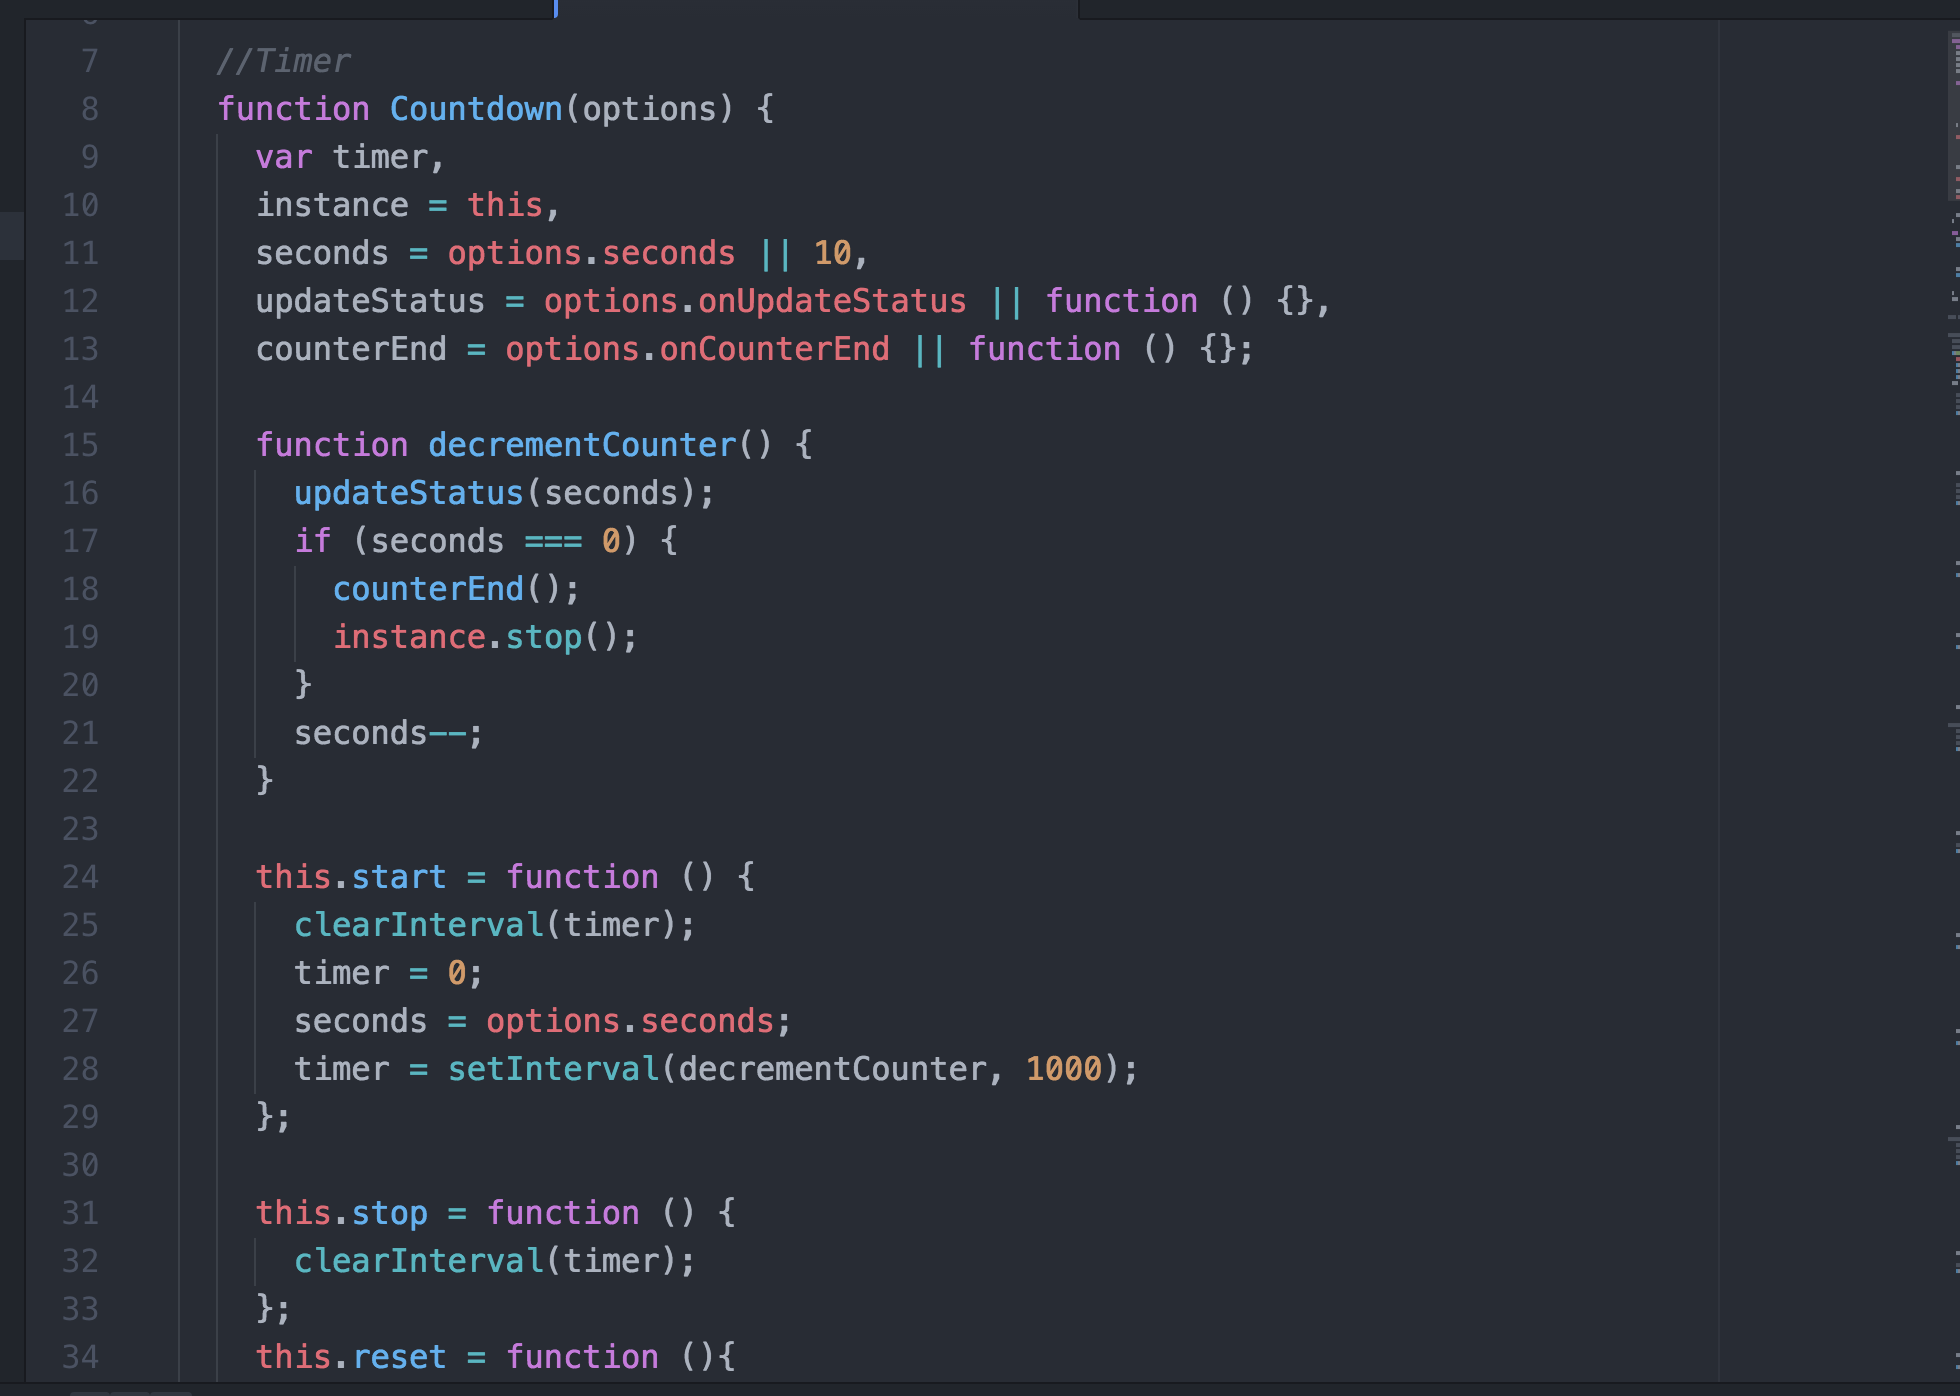 7 //Timer
8 function Countdown(options) {
9 var timer,
10 instance = this,
11 seconds = options.seconds || 10,
12 updateStatus = options.onUpdateStatus || function () {},
13 counterEnd = options.onCounterEnd || function () {};
14
15 function decrementCounter() {
16 updateStatus(seconds);
17 if (seconds === 0) {
18 counterEnd();
19 instance.stop();
20 }
21 seconds--;
22 }
23
24 this.start = function () {
25 clearInterval(timer);
26 timer = 0;
27 seconds = options.seconds;
28 timer = setInterval(decrementCounter, 1000);
29 };
30
31 this.stop = function () {
32 clearInterval(timer);
33 };
34 this.reset = function (){